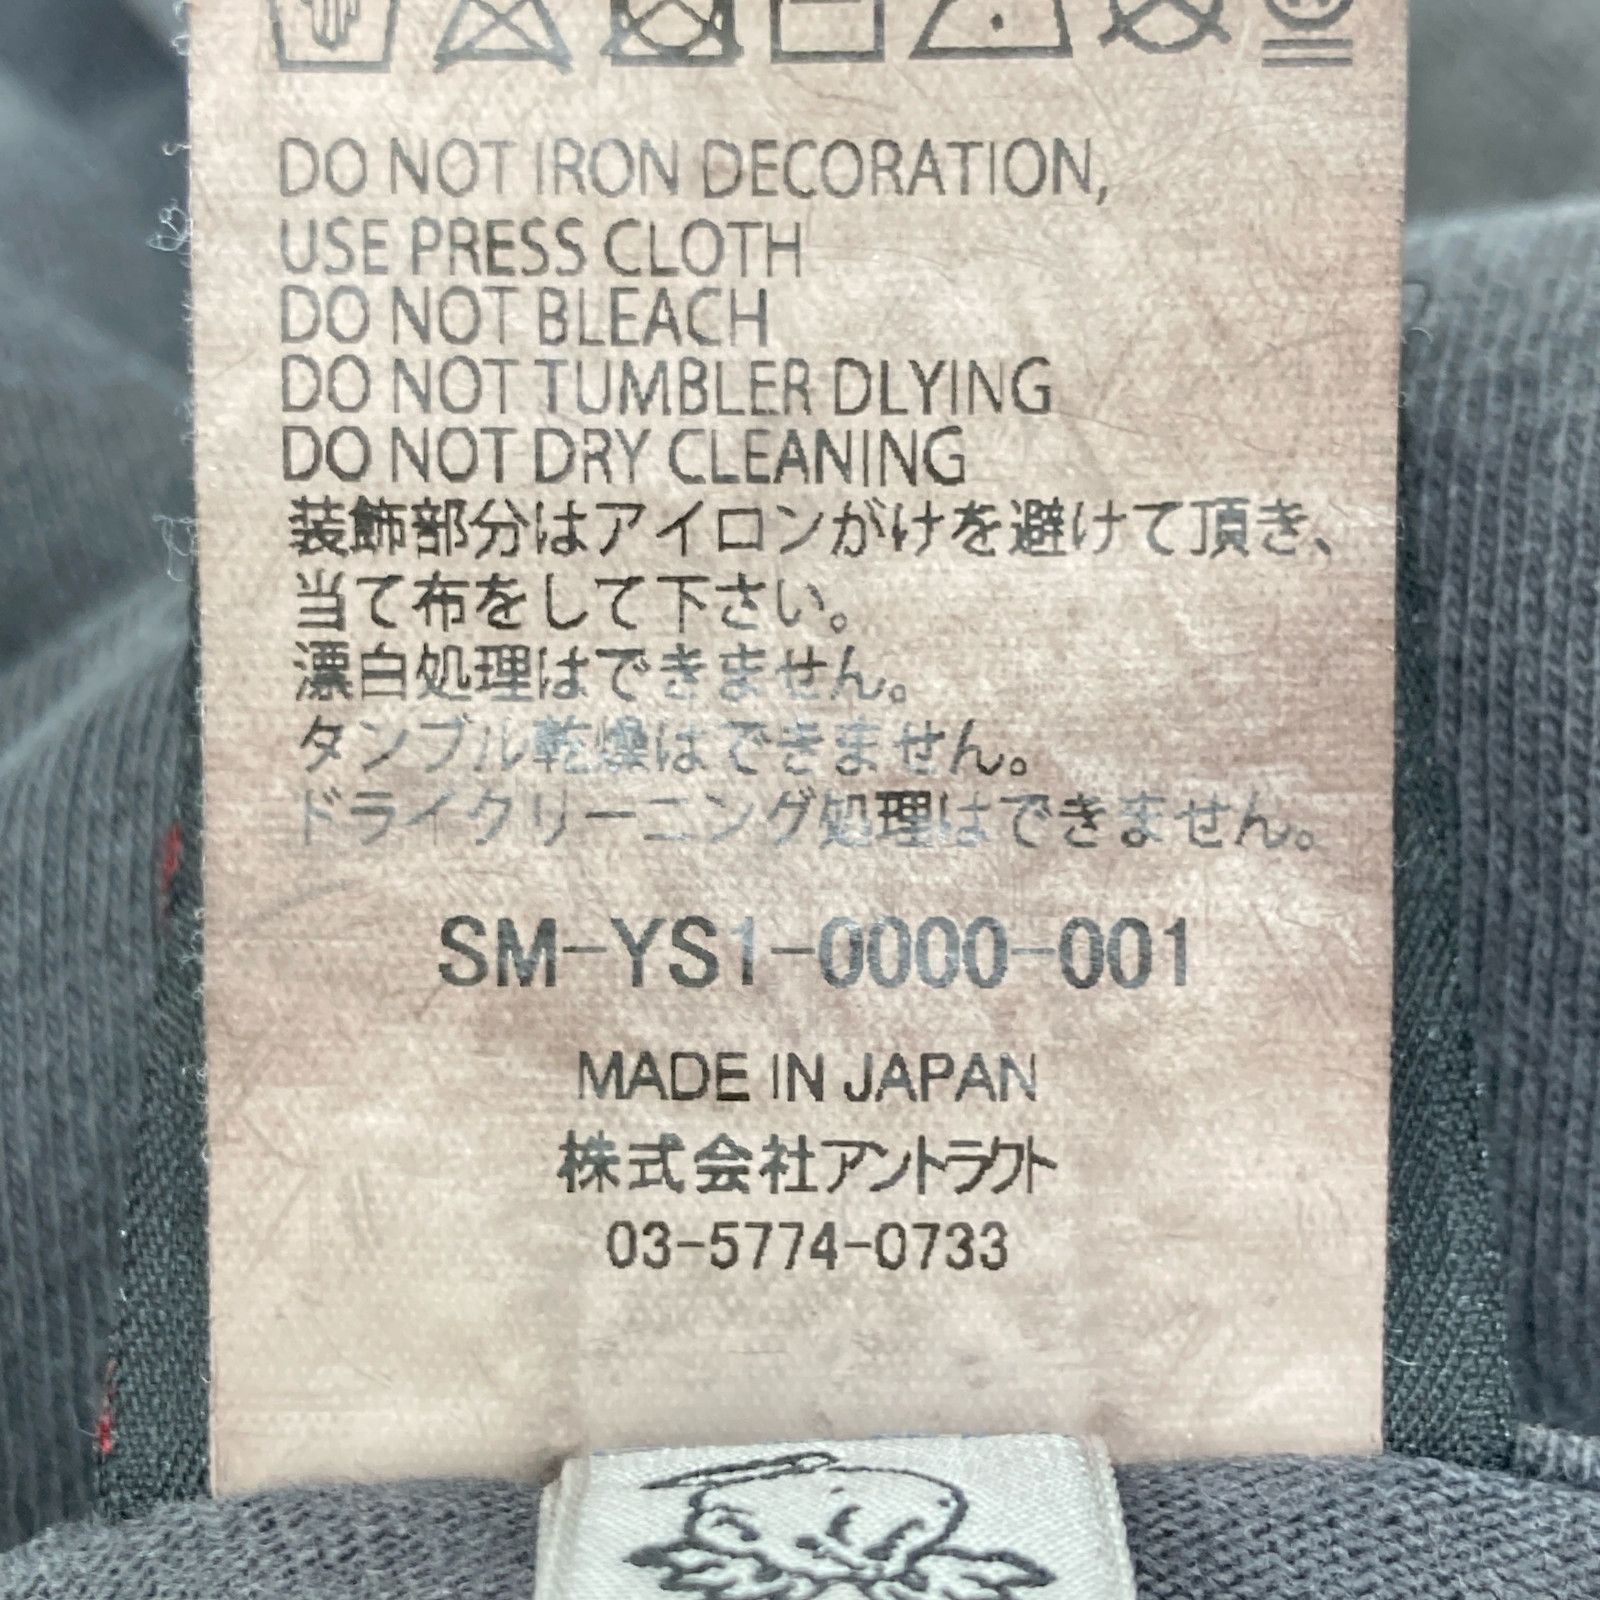 DO NOT IRON DECORATION,
USE PRESS CLOTH
DO NOT BLEACH
DO NOT TUMBLER DLYING
DO NOT DRY CLEANING
装飾部分はアイロンがけを避けて頂き、
当て布をして下さい。
漂白処理はできません。
タンブル乾燥はできません。
ドライクリーニング処理はできません。
SM-YS1-0000-001
MADE IN JAPAN
株式会社アントラクト
03-5774-0733